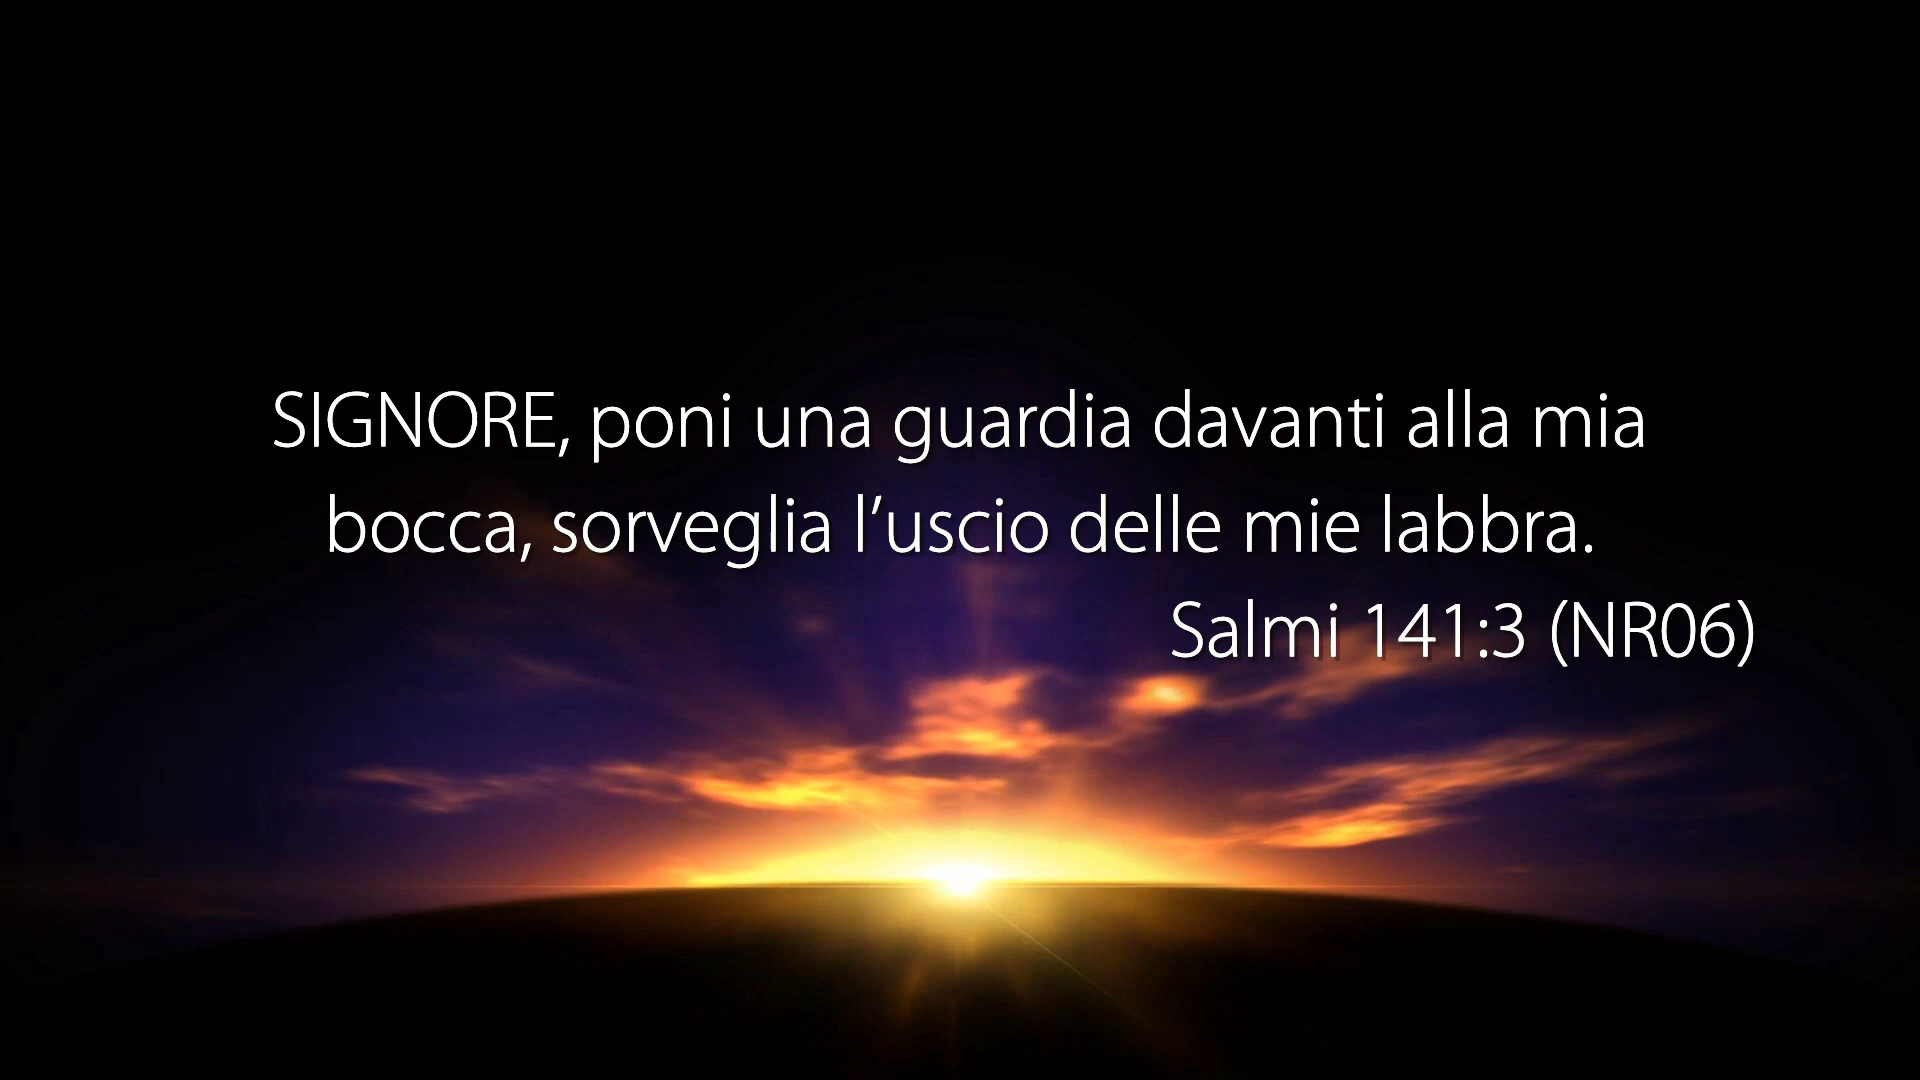 SIGNORE, poni una guardia davanti alla mia
bocca, sorveglia l’uscio delle mie labbra.
Salmi 141:3 (NR06)